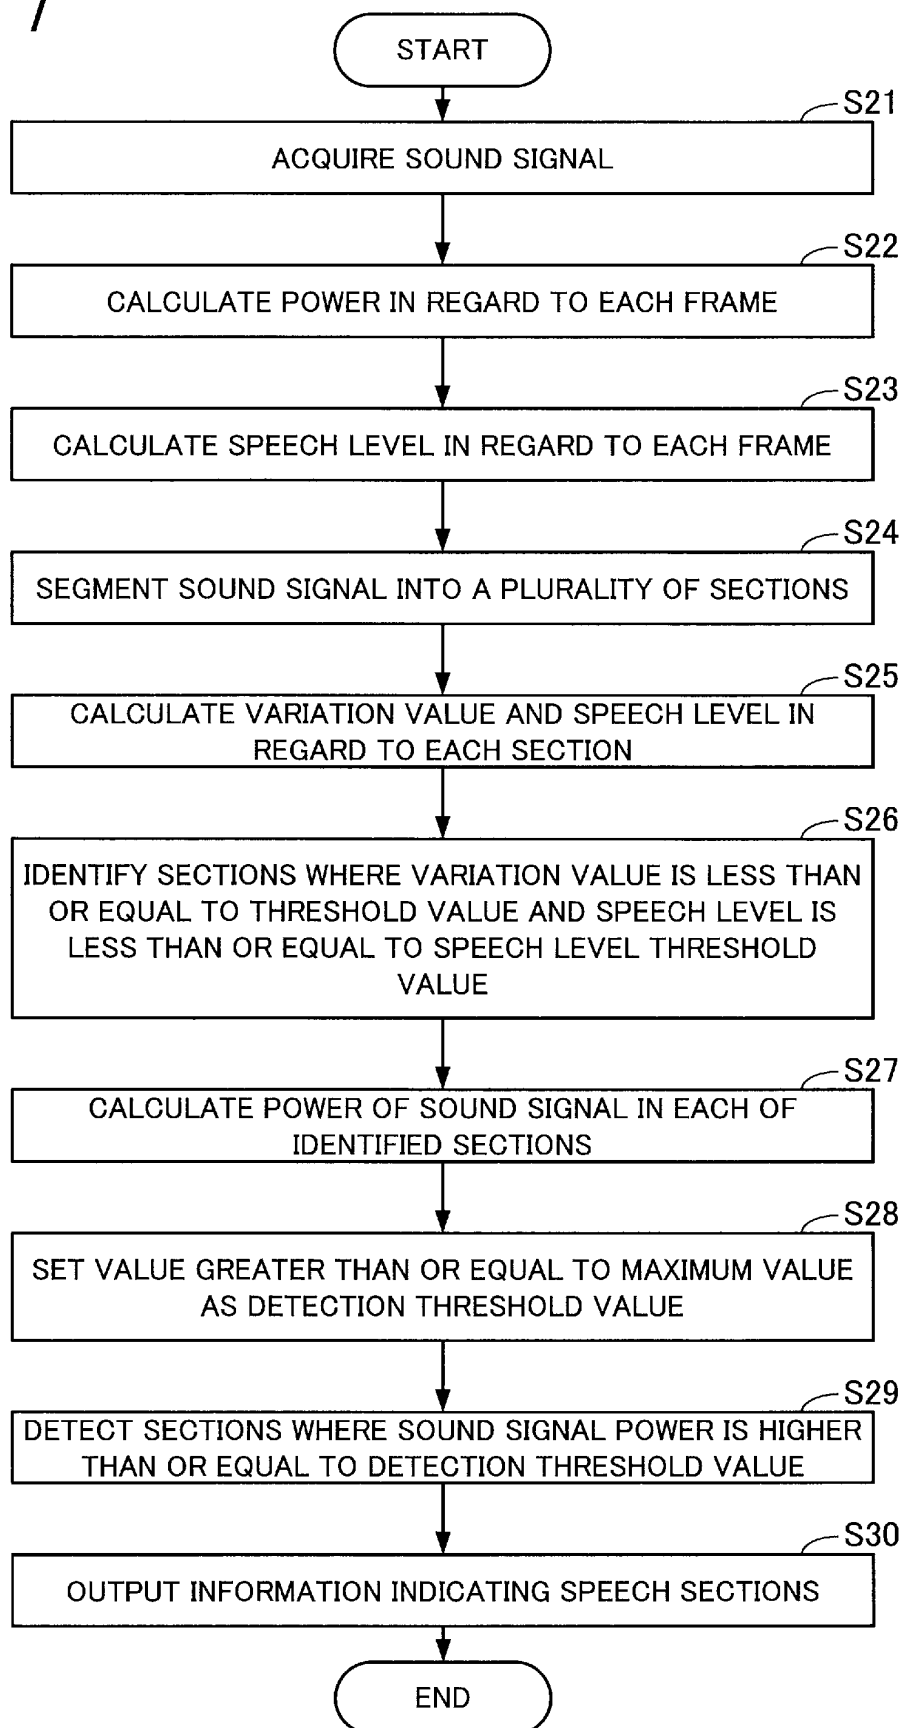 7
START
S21
ACQUIRE SOUND SIGNAL
S22
CALCULATE POWER IN REGARD TO EACH FRAME
S23
CALCULATE SPEECH LEVEL IN REGARD TO EACH FRAME
S24
SEGMENT SOUND SIGNAL INTO A PLURALITY OF SECTIONS
S25
CALCULATE VARIATION VALUE AND SPEECH LEVEL IN
REGARD TO EACH SECTION
S26
IDENTIFY SECTIONS WHERE VARIATION VALUE IS LESS THAN
OR EQUAL TO THRESHOLD VALUE AND SPEECH LEVEL IS
LESS THAN OR EQUAL TO SPEECH LEVEL THRESHOLD
VALUE
S27
CALCULATE POWER OF SOUND SIGNAL IN EACH OF
IDENTIFIED SECTIONS
S28
SET VALUE GREATER THAN OR EQUAL TO MAXIMUM VALUE
AS DETECTION THRESHOLD VALUE
S29
DETECT SECTIONS WHERE SOUND SIGNAL POWER IS HIGHER
THAN OR EQUAL TO DETECTION THRESHOLD VALUE
S30
OUTPUT INFORMATION INDICATING SPEECH SECTIONS
END